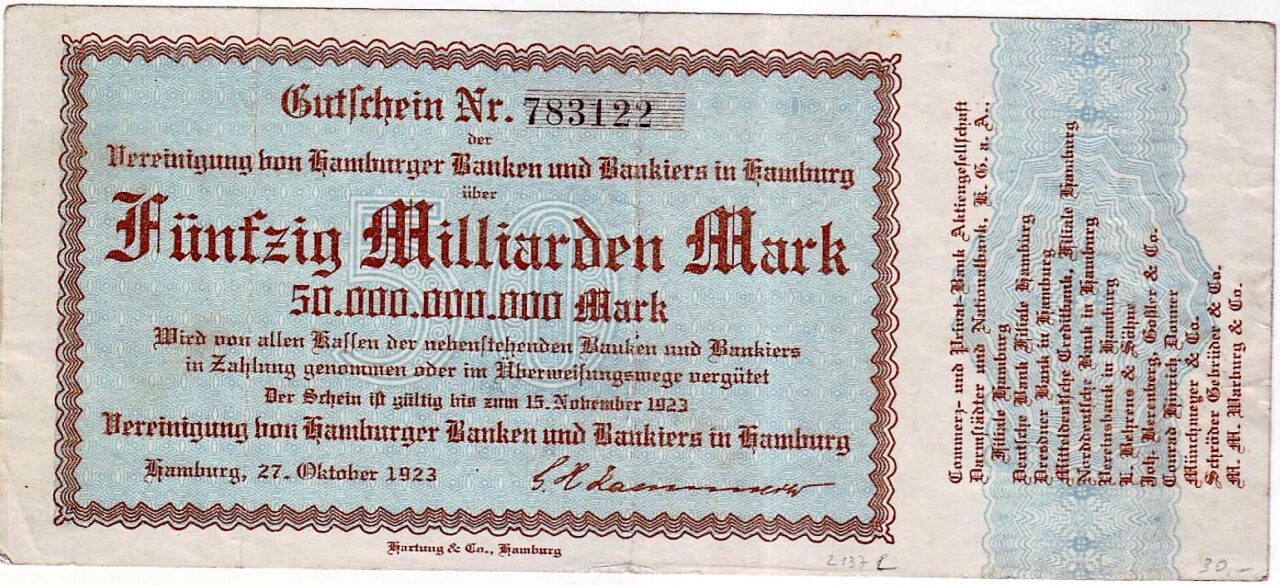 Gutschein Nr. 783122
der
Vereinigung von Hamburger Banken und Bankiers in Hamburg
über
50
Fünfzig Milliarden Mark
50.000.000.000 Mark
Wird von allen Kassen der nebenstehenden Banken und Bankiers
in Zahlung genommen oder im Überweisungswege vergütet
Der Schein ist gültig bis zum 15. November 1923
Vereinigung von Hamburger Banken und Bankiers in Hamburg
Hamburg, 27. Oktober 1923
Hartung & Co., Hamburg
Commerz- und Privat-Bank Aktiengesellschaft
Darmstädter und Nationalbank, K. G. a. A.,
Filiale Hamburg
Deutsche Bank Filiale Hamburg
Dresdner Bank in Hamburg
Mitteldeutsche Creditbank, Filiale Hamburg
Norddeutsche Bank in Hamburg
Vereinsbank in Hamburg
L. Behrens & Söhne
Joh. Berenberg, Goßler & Co.
Conrad Hinrich Donner
Münchmeyer & Co.
Schröder Gebrüder & Co.
M. M. Warburg & Co.
2137
30.-